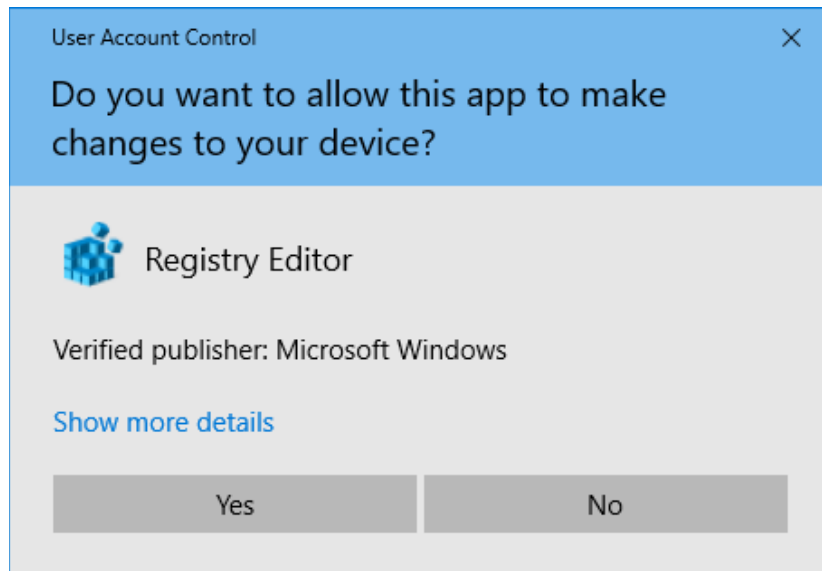 User Account Control
Do you want to allow this app to make
changes to your device?
Registry Editor
Verified publisher: Microsoft Windows
Show more details
Yes
No